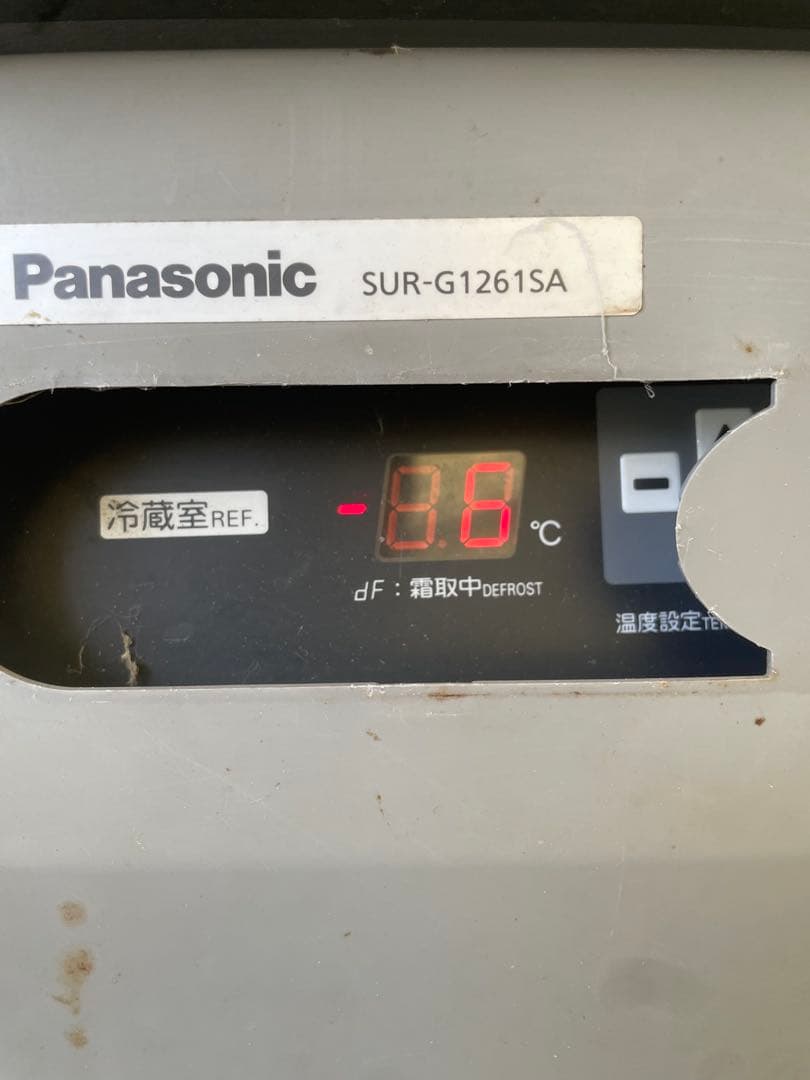 Panasonic SUR-G1261SA
冷蔵室REF. -6 ℃
dF:霜取中DEFROST
温度設定